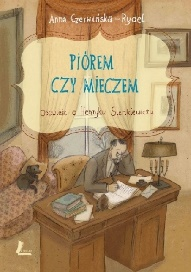 Anna Czerwińska-Rydel
PIÓREM
CZY MIECZEM
Opowieść o Henryku Sienkiewiczu